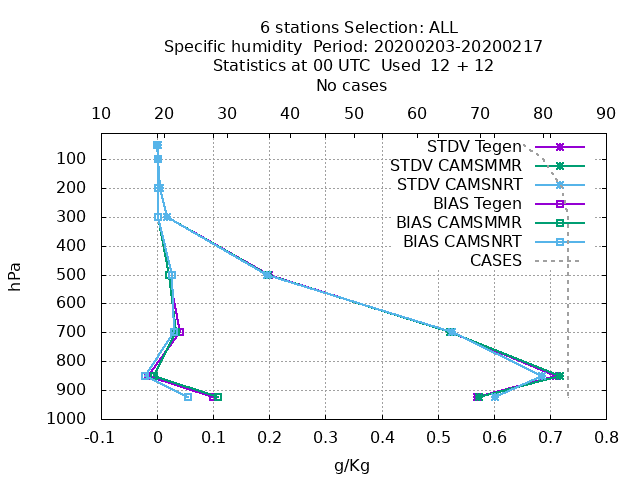 6 stations Selection: ALL
Specific humidity  Period: 20200203-20200217
Statistics at 00 UTC  Used  12 + 12
No cases
10 20 30 40 50 60 70 80 90
STDV Tegen
STDV CAMSMMR
STDV CAMSNRT
BIAS Tegen
BIAS CAMSMMR
BIAS CAMSNRT
CASES
hPa
100
200
300
400
500
600
700
800
900
1000
-0.1 0 0.1 0.2 0.3 0.4 0.5 0.6 0.7 0.8
g/Kg